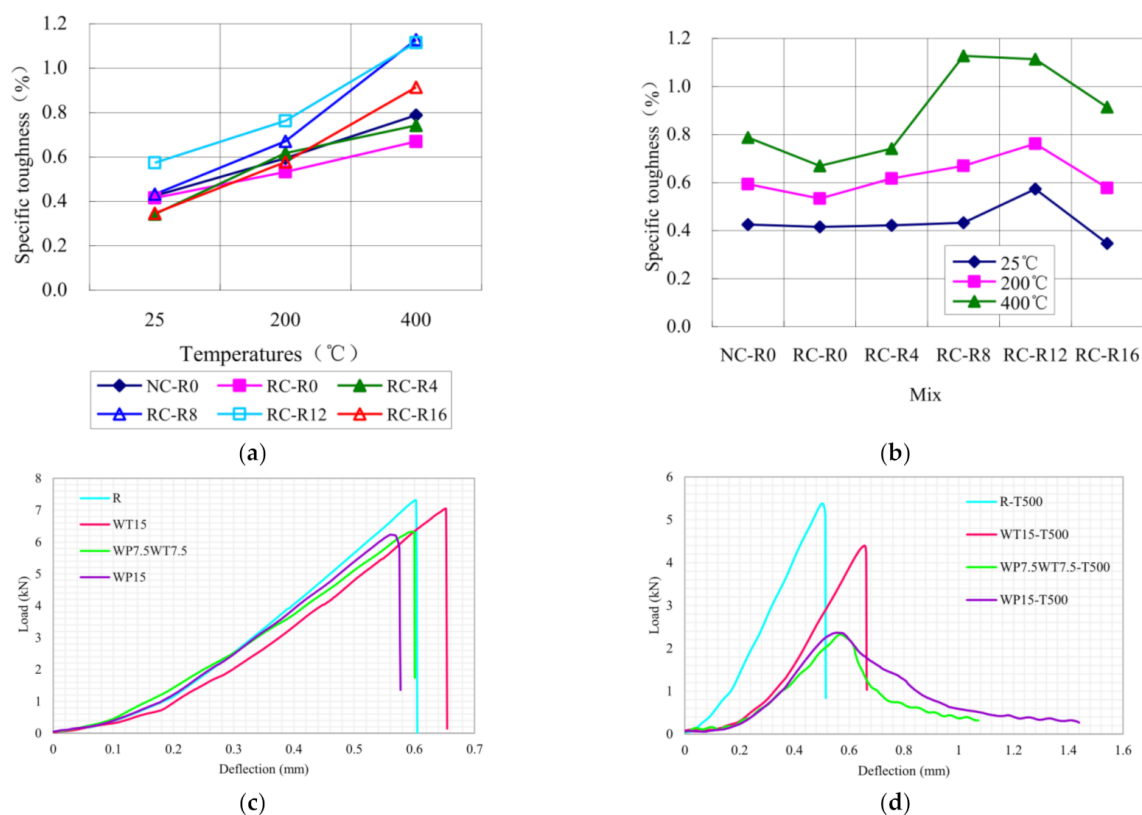 1.2
1.0
0.8
0.6
0.4
0.2
0.0
Specific toughness（%）
25 200 400
Temperatures（℃）
NC-R0 RC-R0 RC-R4
RC-R8 RC-R12 RC-R16
(a)
1.2
1.0
0.8
0.6
0.4
0.2
0.0
Specific toughness（%）
25℃
200℃
400℃
NC-R0 RC-R0 RC-R4 RC-R8 RC-R12 RC-R16
Mix
(b)
8
7
6
5
4
3
2
1
0
Load (kN)
R
WT15
WP7.5WT7.5
WP15
0 0.1 0.2 0.3 0.4 0.5 0.6 0.7
Deflection (mm)
(c)
6
5
4
3
2
1
0
Load (kN)
R-T500
WT15-T500
WP7.5WT7.5-T500
WP15-T500
0 0.2 0.4 0.6 0.8 1 1.2 1.4 1.6
Deflection (mm)
(d)